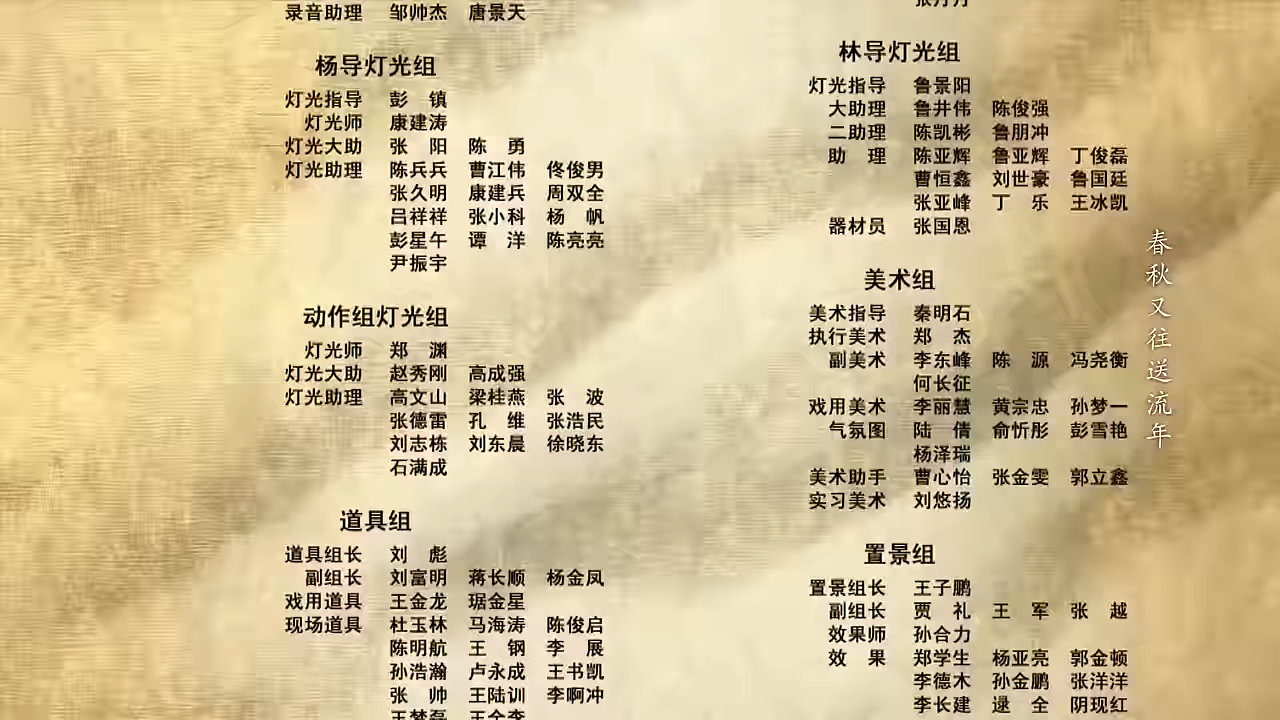 录音助理 邹帅杰 唐景天
杨导灯光组
灯光指导 彭 镇
灯光师 康建涛
灯光大助 张 阳 陈 勇
灯光助理 陈兵兵 曹江伟 佟俊男
张久明 康建兵 周双全
吕祥祥 张小科 杨 帆
彭星午 谭 洋 陈亮亮
尹振宇
动作组灯光组
灯光师 郑 渊
灯光大助 赵秀刚 高成强
灯光助理 高文山 梁桂燕 张 波
张德雷 孔 维 张浩民
刘志栋 刘东晨 徐晓东
石满成
道具组
道具组长 刘 彪
副组长 刘富明 蒋长顺 杨金凤
戏用道具 王金龙 琚金星
现场道具 杜玉林 马海涛 陈俊启
陈明航 王 钢 李 展
孙浩瀚 卢永成 王书凯
张 帅 王陆训 李啊冲
林导灯光组
灯光指导 鲁景阳
大助理 鲁井伟 陈俊强
二助理 陈凯彬 鲁朋冲
助 理 陈亚辉 鲁亚辉 丁俊磊
曹恒鑫 刘世豪 鲁国廷
张亚峰 丁 乐 王冰凯
器材员 张国恩
美术组
美术指导 秦明石
执行美术 郑 杰
副美术 李东峰 陈 源 冯尧衡
何长征
戏用美术 李丽慧 黄宗忠 孙梦一
气氛图 陆 倩 俞忻彤 彭雪艳
杨泽瑞
美术助手 曹心怡 张金雯 郭立鑫
实习美术 刘悠扬
置景组
置景组长 王子鹏
副组长 贾 礼 王 军 张 越
效果师 孙合力
效 果 郑学生 杨亚亮 郭金顿
李德木 孙金鹏 张洋洋
李长建 逯 全 阴现红
春秋又往送流年